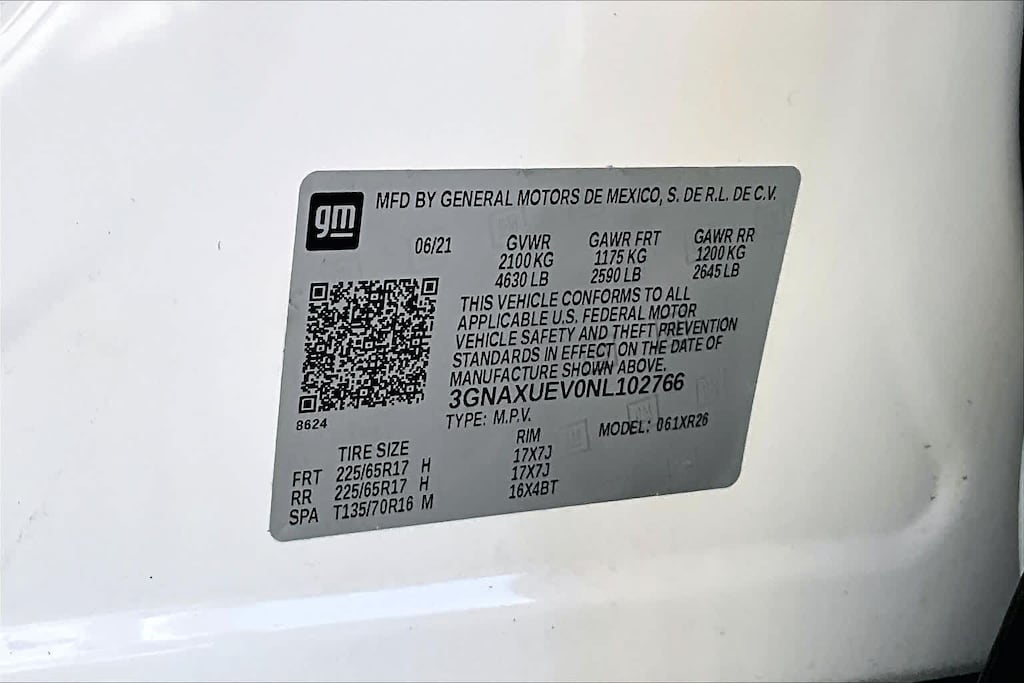 gm
MFD BY GENERAL MOTORS DE MEXICO, S. DE R.L. DE C.V.
06/21 GVWR GAWR FRT GAWR RR
2100 KG 1175 KG 1200 KG
4630 LB 2590 LB 2645 LB
THIS VEHICLE CONFORMS TO ALL
APPLICABLE U.S. FEDERAL MOTOR
VEHICLE SAFETY AND THEFT PREVENTION
STANDARDS IN EFFECT ON THE DATE OF
MANUFACTURE SHOWN ABOVE.
3GNAXUEV0NL102766
8624
TYPE: M.P.V. MODEL: 061XR26
TIRE SIZE RIM
FRT 225/65R17 H 17X7J
RR 225/65R17 H 17X7J
SPA T135/70R16 M 16X4BT